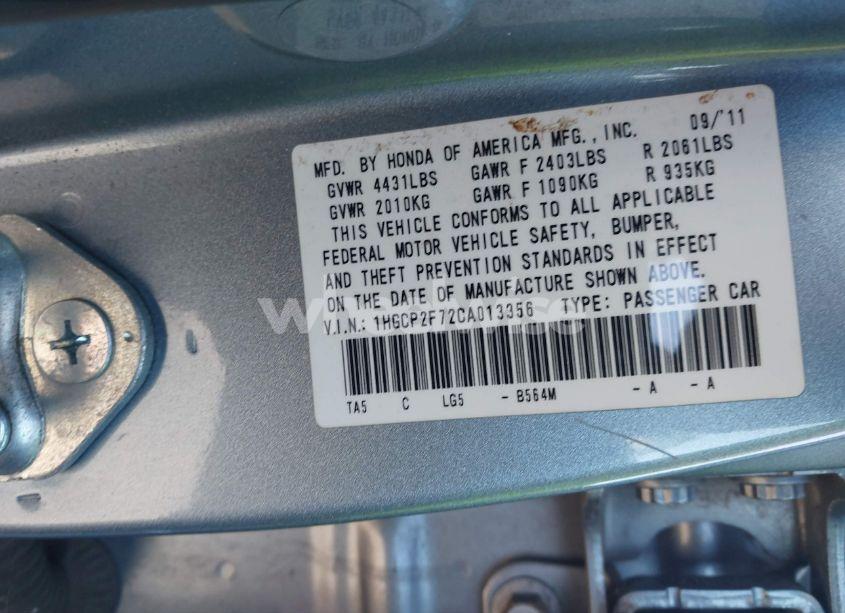 MFD. BY HONDA OF AMERICA MFG., INC. 09/'11
GVWR 4431LBS GAWR F 2403LBS R 2061LBS
GVWR 2010KG GAWR F 1090KG R 935KG
THIS VEHICLE CONFORMS TO ALL APPLICABLE
FEDERAL MOTOR VEHICLE SAFETY, BUMPER,
AND THEFT PREVENTION STANDARDS IN EFFECT
ON THE DATE OF MANUFACTURE SHOWN ABOVE.
V.I.N.: 1HGCP2F72CA013356 TYPE: PASSENGER CAR
TA5 C LG5 - B564M - A - A